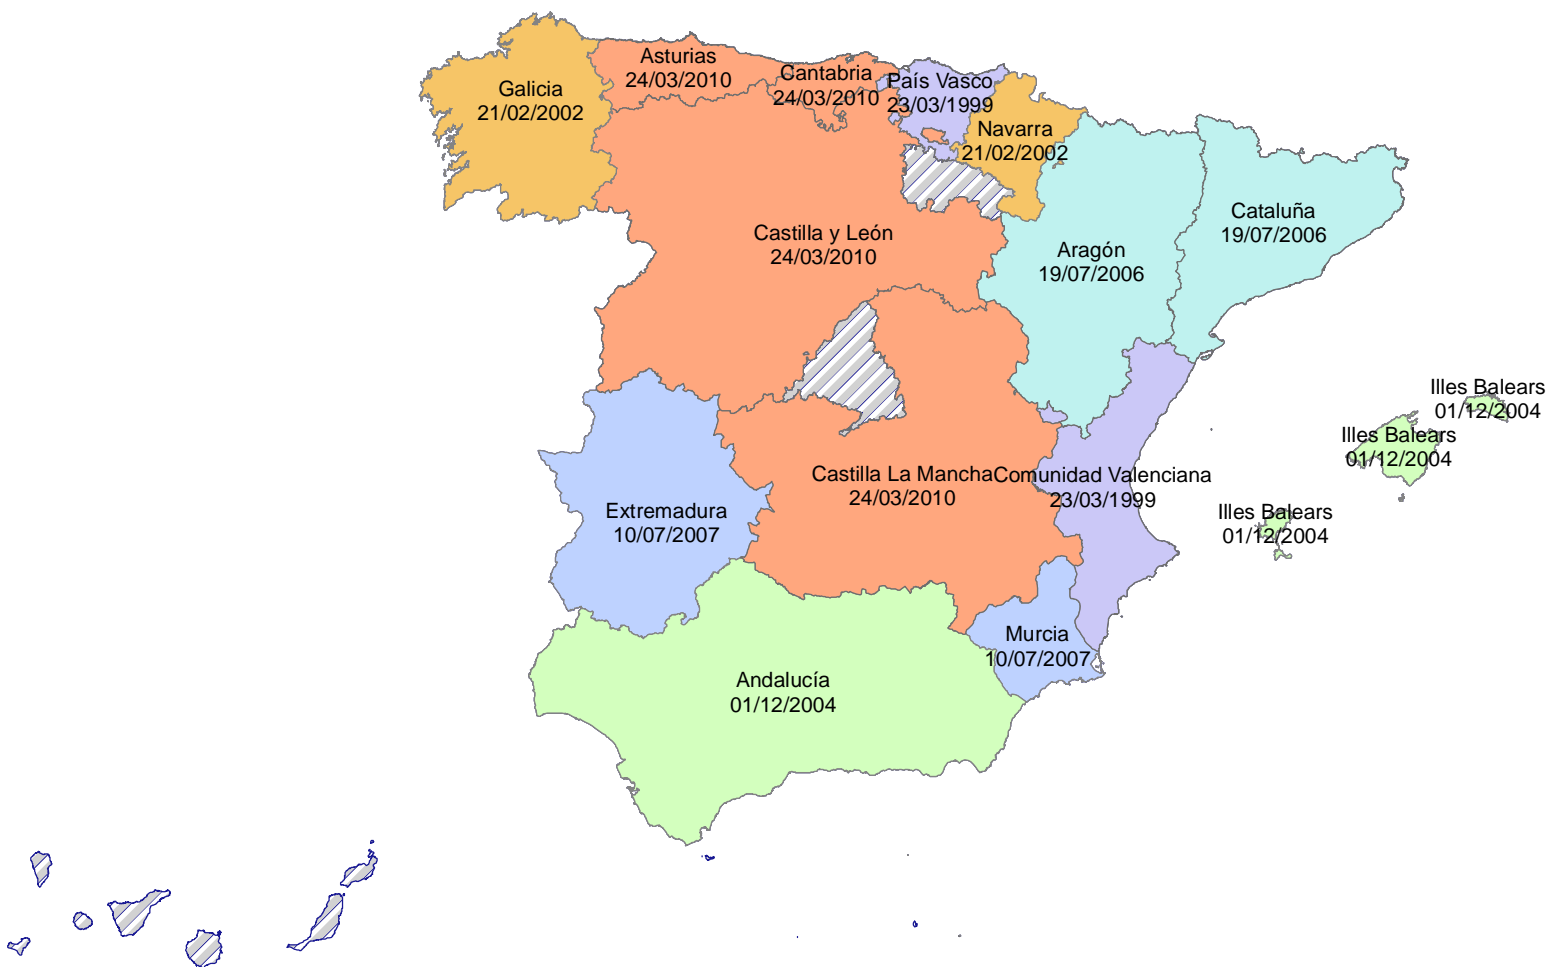 Asturias
24/03/2010
Cantabria
24/03/2010
País Vasco
23/03/1999
Galicia
21/02/2002
Navarra
21/02/2002
Castilla y León
24/03/2010
Aragón
19/07/2006
Cataluña
19/07/2006
Illes Balears
01/12/2004
Illes Balears
01/12/2004
Illes Balears
01/12/2004
Castilla La Mancha
24/03/2010
Comunidad Valenciana
23/03/1999
Extremadura
10/07/2007
Murcia
10/07/2007
Andalucía
01/12/2004